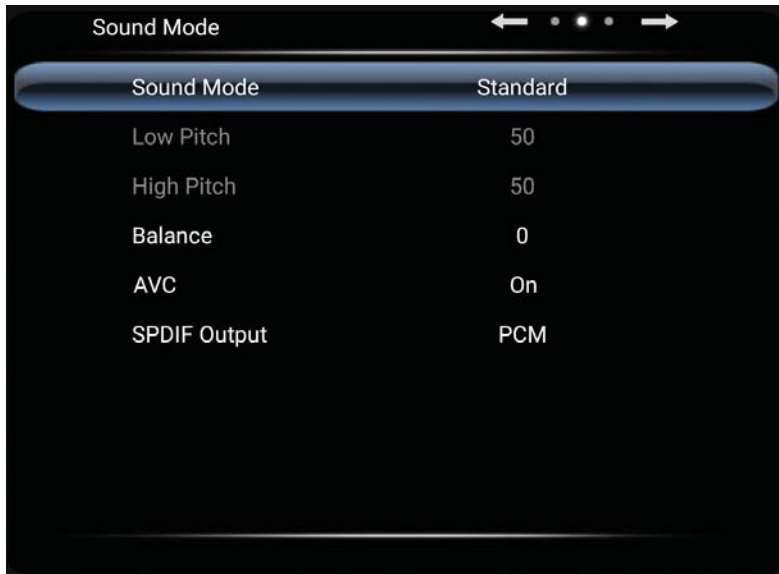 Sound Mode
Sound Mode Standard
Low Pitch 50
High Pitch 50
Balance 0
AVC On
SPDIF Output PCM